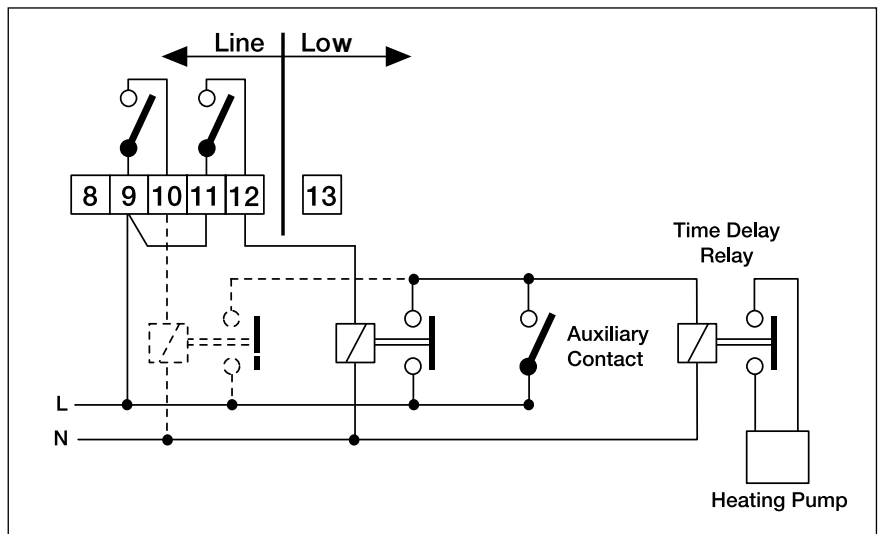 Line Low
8 9 10 11 12 13
Time Delay
Relay
Auxiliary
Contact
L
N
Heating Pump